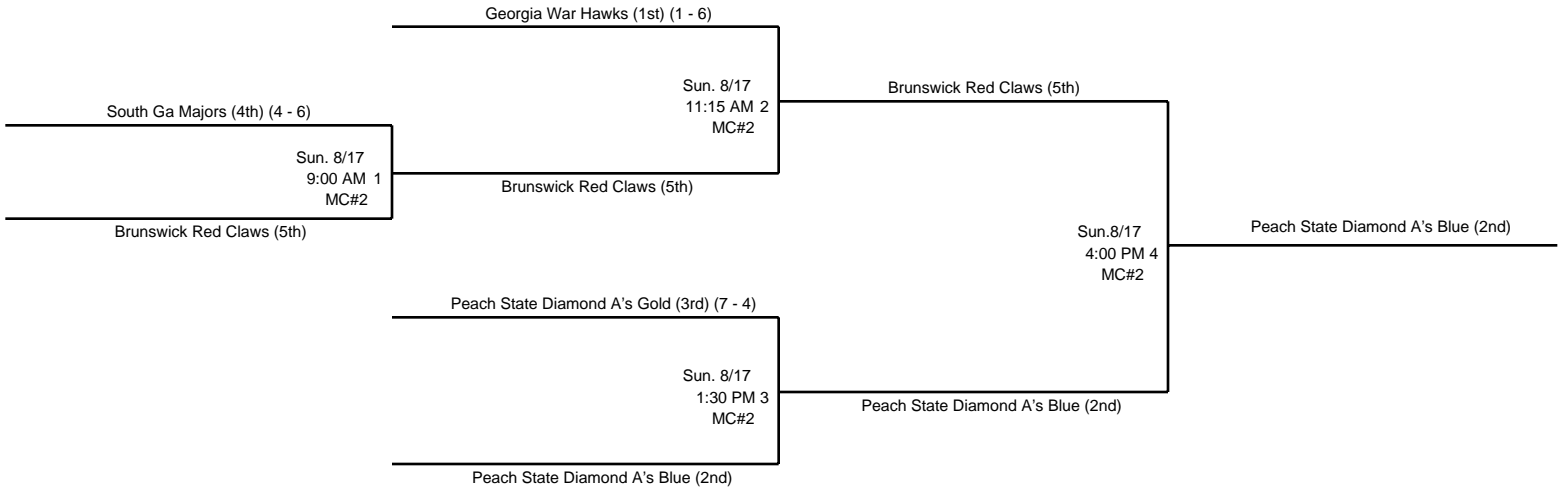 Georgia War Hawks (1st) (1 - 6)
Sun. 8/17
11:15 AM 2
MC#2
Brunswick Red Claws (5th)
South Ga Majors (4th) (4 - 6)
Sun. 8/17
9:00 AM 1
MC#2
Brunswick Red Claws (5th)
Brunswick Red Claws (5th)
Sun.8/17
4:00 PM 4
MC#2
Peach State Diamond A's Blue (2nd)
Peach State Diamond A's Gold (3rd) (7 - 4)
Sun. 8/17
1:30 PM 3
MC#2
Peach State Diamond A's Blue (2nd)
Peach State Diamond A's Blue (2nd)